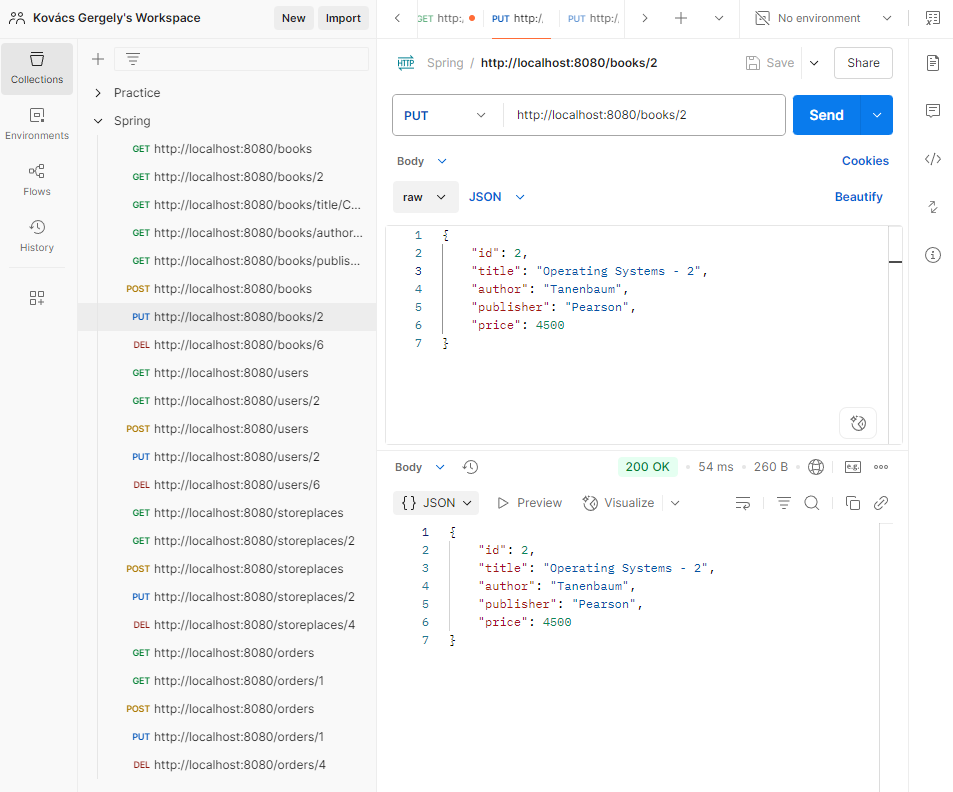 Kovács Gergely's Workspace
New
Import
GET http:/
PUT http:/
PUT http:/
No environment
Collections
Environments
Flows
History
Practice
Spring
GET http://localhost:8080/books
GET http://localhost:8080/books/2
GET http://localhost:8080/books/title/C...
GET http://localhost:8080/books/author...
GET http://localhost:8080/books/publis...
POST http://localhost:8080/books
PUT http://localhost:8080/books/2
DEL http://localhost:8080/books/6
GET http://localhost:8080/users
GET http://localhost:8080/users/2
POST http://localhost:8080/users
PUT http://localhost:8080/users/2
DEL http://localhost:8080/users/6
GET http://localhost:8080/storeplaces
GET http://localhost:8080/storeplaces/2
POST http://localhost:8080/storeplaces
PUT http://localhost:8080/storeplaces/2
DEL http://localhost:8080/storeplaces/4
GET http://localhost:8080/orders
GET http://localhost:8080/orders/1
POST http://localhost:8080/orders
PUT http://localhost:8080/orders/1
DEL http://localhost:8080/orders/4
HTTP Spring / http://localhost:8080/books/2
Save
Share
PUT
http://localhost:8080/books/2
Send
Body
Cookies
raw
JSON
Beautify
1 {
2 "id": 2,
3 "title": "Operating Systems - 2",
4 "author": "Tanenbaum",
5 "publisher": "Pearson",
6 "price": 4500
7 }
Body
200 OK • 54 ms • 260 B •
e.g.
{} JSON
Preview
Visualize
1 {
2 "id": 2,
3 "title": "Operating Systems - 2",
4 "author": "Tanenbaum",
5 "publisher": "Pearson",
6 "price": 4500
7 }